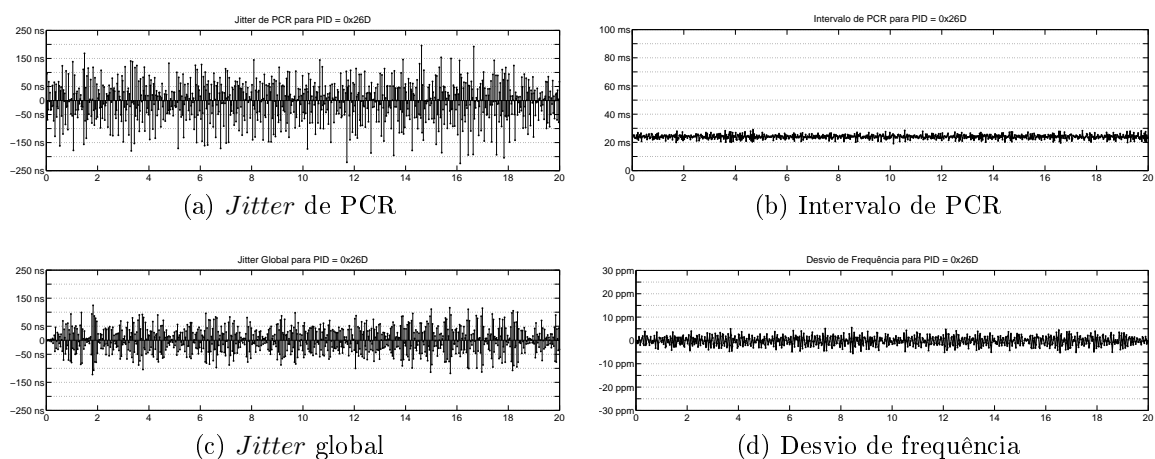 Jitter de PCR para PID = 0x26D
250 ns
150 ns
50 ns
0
−50 ns
−150 ns
−250 ns
0 2 4 6 8 10 12 14 16 18 20
(a) Jitter de PCR
Intervalo de PCR para PID = 0x26D
100 ms
80 ms
60 ms
40 ms
20 ms
0
0 2 4 6 8 10 12 14 16 18 20
(b) Intervalo de PCR
Jitter Global para PID = 0x26D
250 ns
150 ns
50 ns
0
−50 ns
−150 ns
−250 ns
0 2 4 6 8 10 12 14 16 18 20
(c) Jitter global
Desvio de Frequência para PID = 0x26D
30 ppm
20 ppm
10 ppm
0
-10 ppm
-20 ppm
-30 ppm
0 2 4 6 8 10 12 14 16 18 20
(d) Desvio de frequência